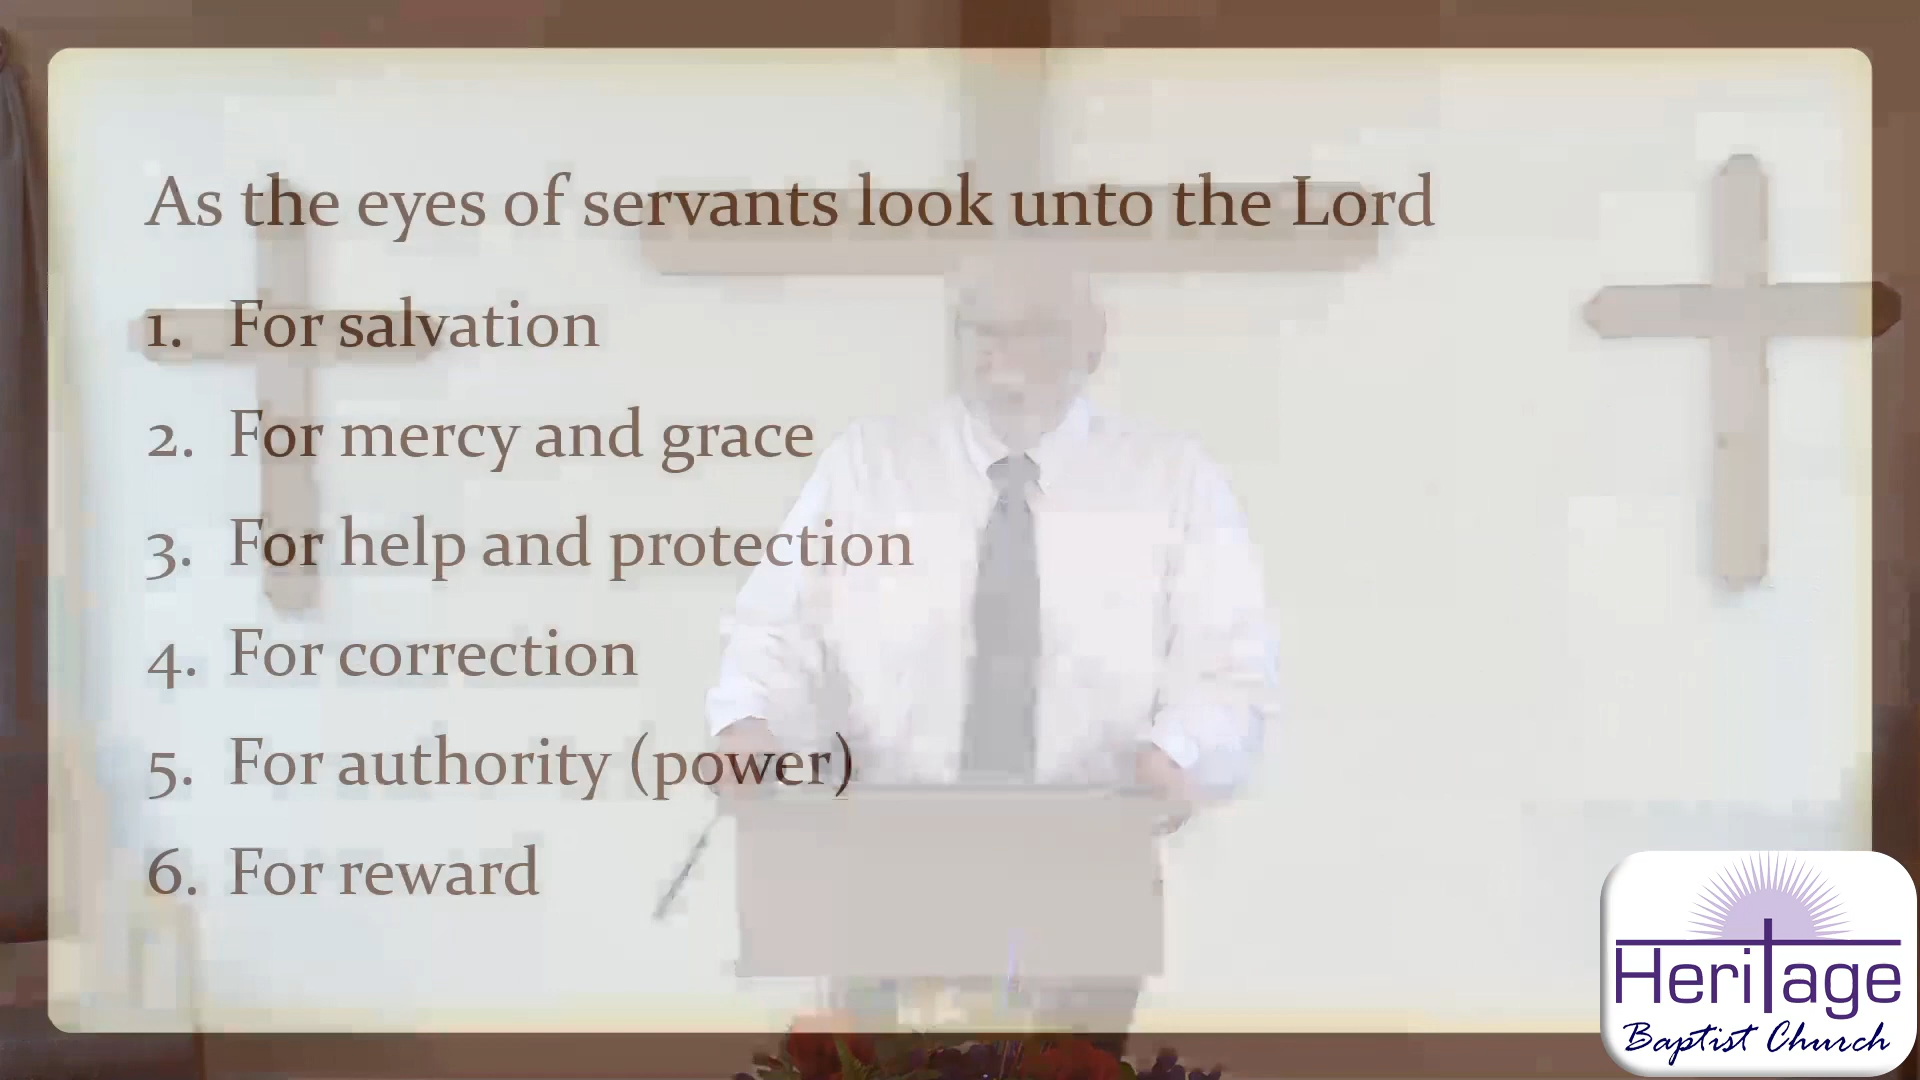 As the eyes of servants look unto the Lord
1. For salvation
2. For mercy and grace
3. For help and protection
4. For correction
5. For authority (power)
6. For reward
Heritage
Baptist Church